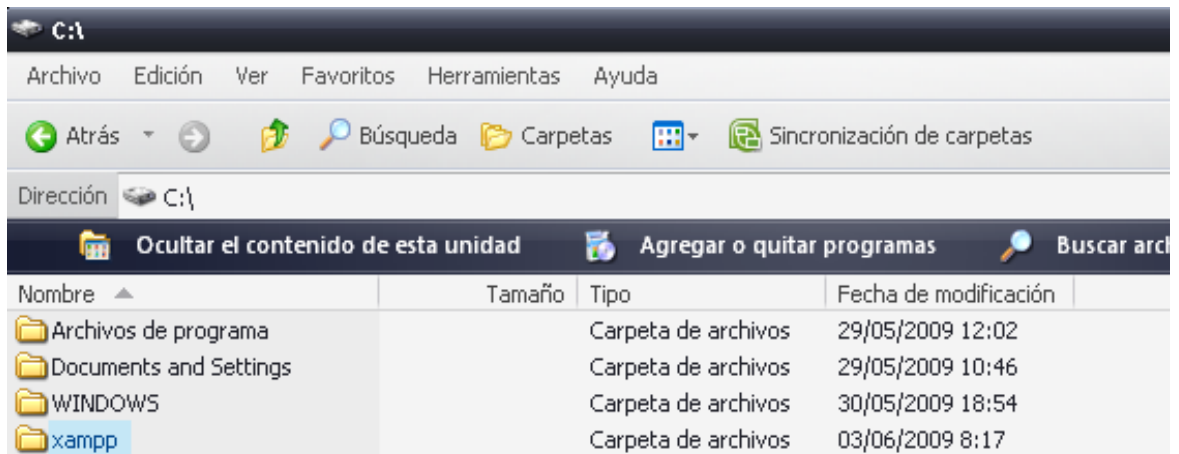 C:\
Archivo Edición Ver Favoritos Herramientas Ayuda
Atrás Búsqueda Carpetas Sincronización de carpetas
Dirección C:\
Ocultar el contenido de esta unidad Agregar o quitar programas Buscar arch
Nombre Tamaño Tipo Fecha de modificación
Archivos de programa Carpeta de archivos 29/05/2009 12:02
Documents and Settings Carpeta de archivos 29/05/2009 10:46
WINDOWS Carpeta de archivos 30/05/2009 18:54
xampp Carpeta de archivos 03/06/2009 8:17